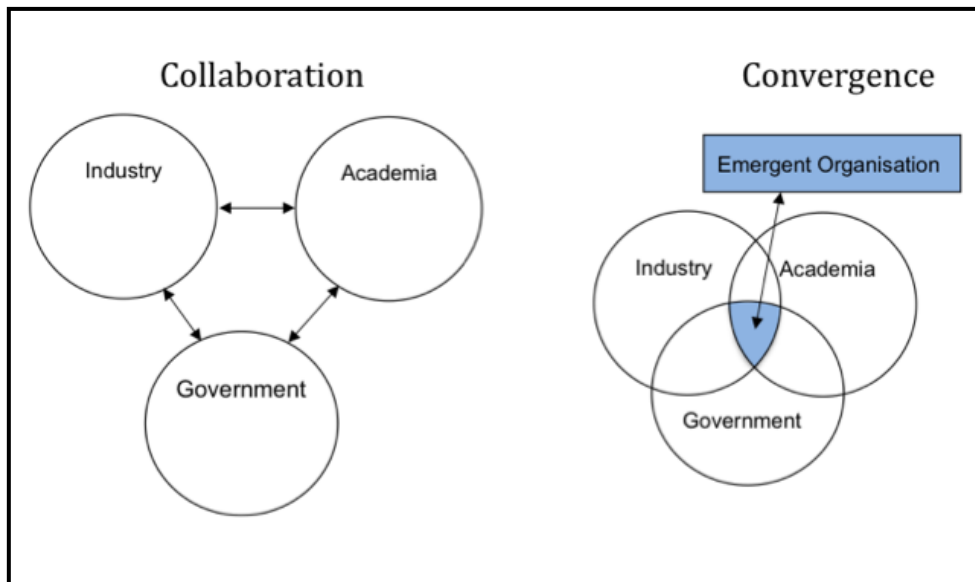 Collaboration
Industry
Academia
Government
Convergence
Emergent Organisation
Industry
Academia
Government